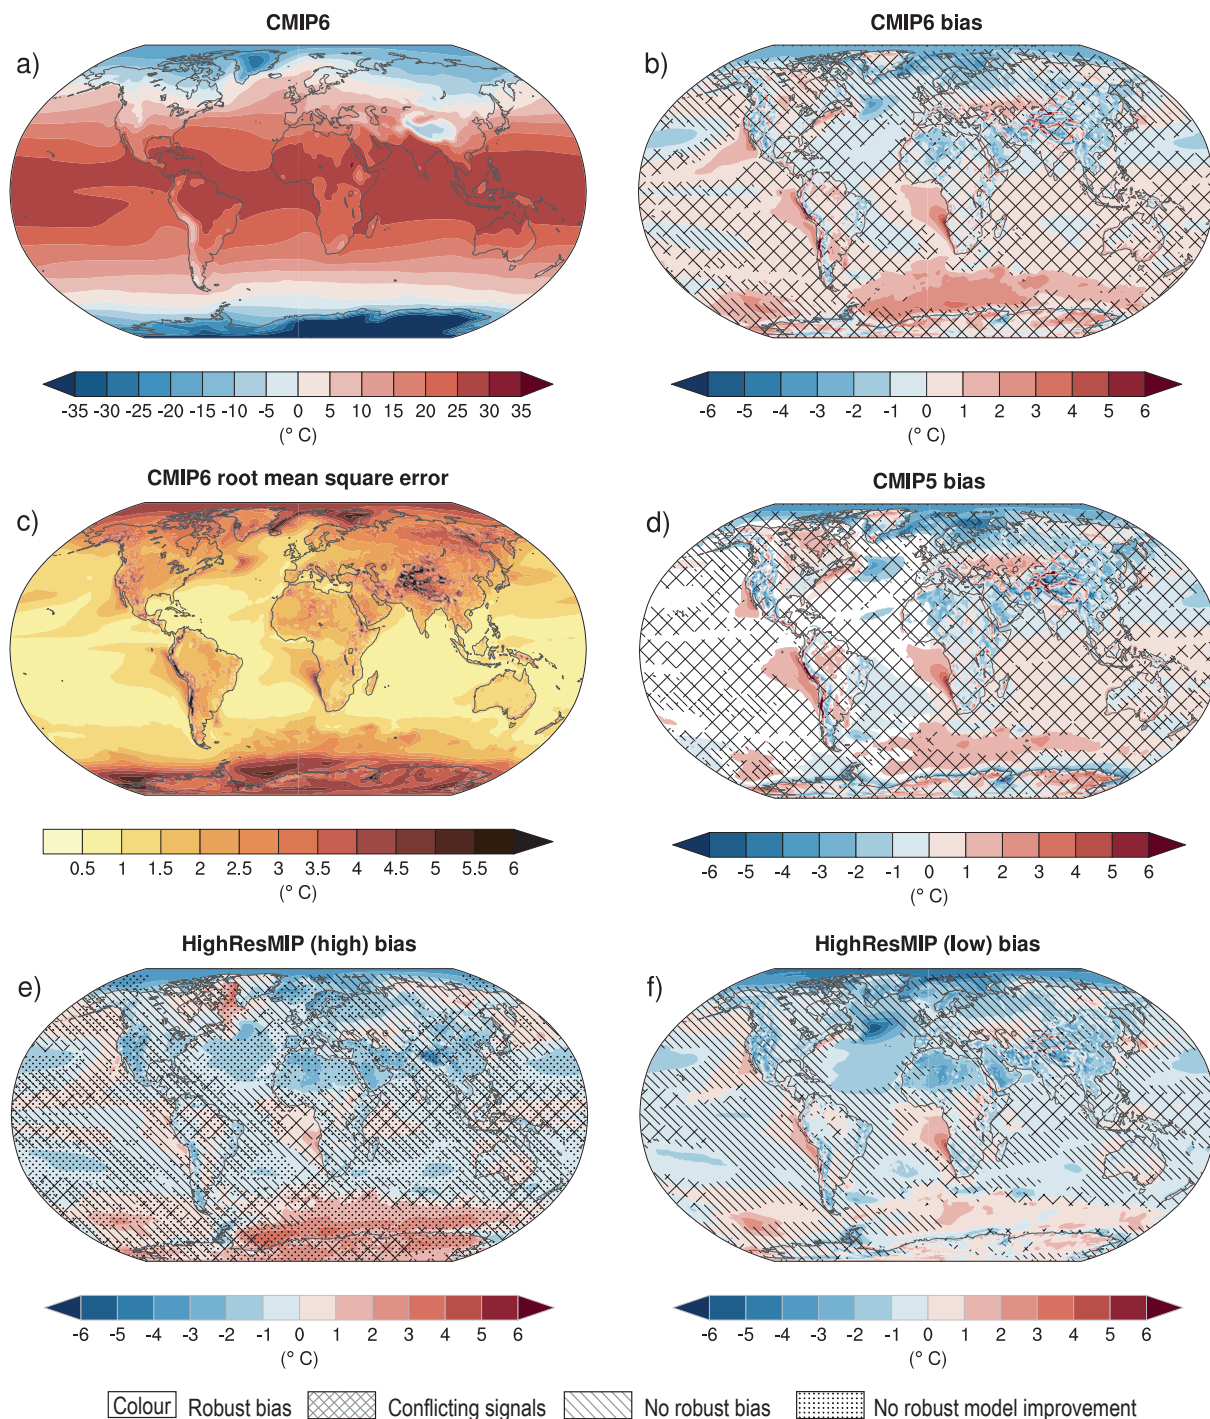 CMIP6
CMIP6 bias
a)
b)
-35 -30 -25 -20 -15 -10 -5 0 5 10 15 20 25 30 35
(° C)
-6 -5 -4 -3 -2 -1 0 1 2 3 4 5 6
(° C)
CMIP6 root mean square error
CMIP5 bias
c)
d)
0.5 1 1.5 2 2.5 3 3.5 4 4.5 5 5.5 6
(° C)
-6 -5 -4 -3 -2 -1 0 1 2 3 4 5 6
(° C)
HighResMIP (high) bias
HighResMIP (low) bias
e)
f)
-6 -5 -4 -3 -2 -1 0 1 2 3 4 5 6
(° C)
-6 -5 -4 -3 -2 -1 0 1 2 3 4 5 6
(° C)
Colour Robust bias Conflicting signals No robust bias No robust model improvement